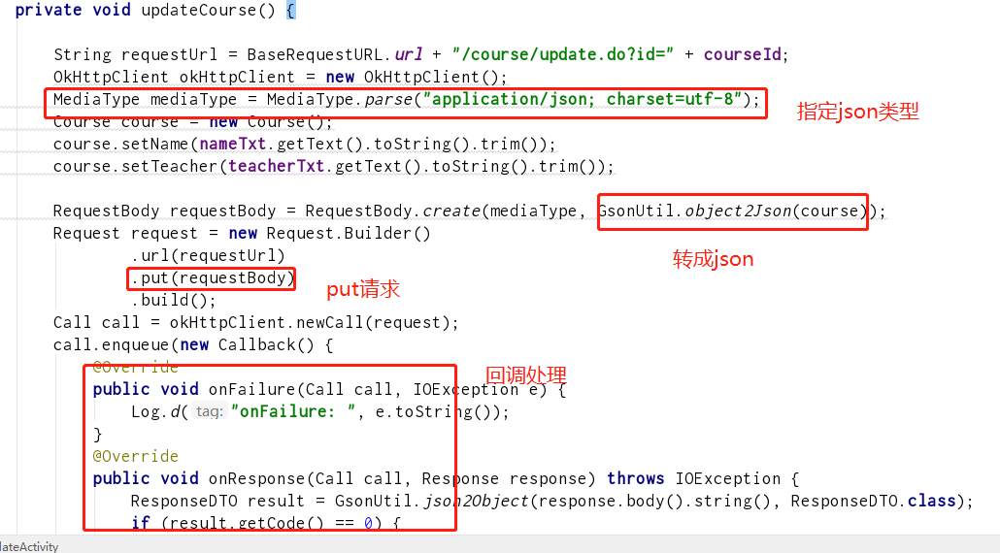 private void updateCourse() {
String requestUrl = BaseRequestURL.url + "/course/update.do?id=" + courseId;
OkHttpClient okHttpClient = new OkHttpClient();
MediaType mediaType = MediaType.parse("application/json; charset=utf-8");
指定json类型
Course course = new Course();
course.setName(nameTxt.getText().toString().trim());
course.setTeacher(teacherTxt.getText().toString().trim());
RequestBody requestBody = RequestBody.create(mediaType, GsonUtil.object2Json(course));
Request request = new Request.Builder()
.url(requestUrl)
转成json
.put(requestBody)
put请求
.build();
Call call = okHttpClient.newCall(request);
call.enqueue(new Callback() {
@Override
回调处理
public void onFailure(Call call, IOException e) {
Log.d( tag: "onFailure: ", e.toString());
}
@Override
public void onResponse(Call call, Response response) throws IOException {
ResponseDTO result = GsonUtil.json2Object(response.body().string(), ResponseDTO.class);
if (result.getCode() == 0) {
lateActivity